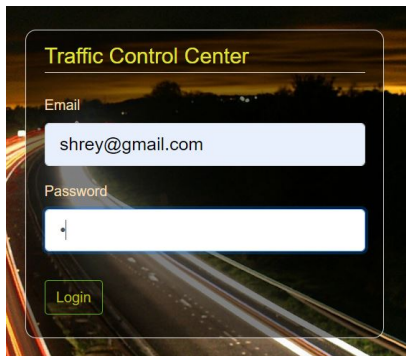 Traffic Control Center
Email
shrey@gmail.com
Password
•
Login